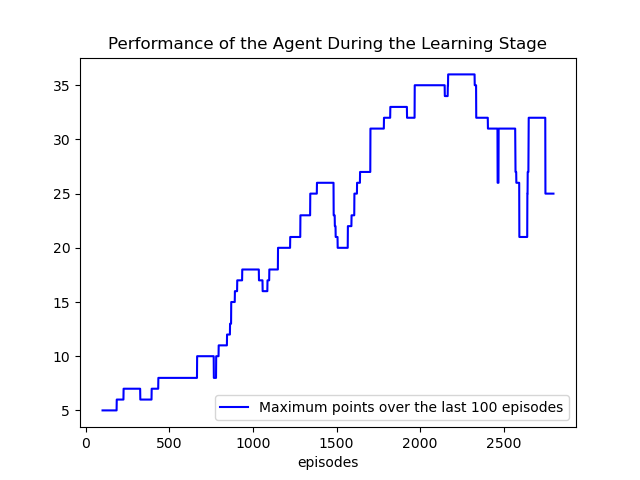 Performance of the Agent During the Learning Stage
35
30
25
20
15
10
5
Maximum points over the last 100 episodes
0 500 1000 1500 2000 2500
episodes